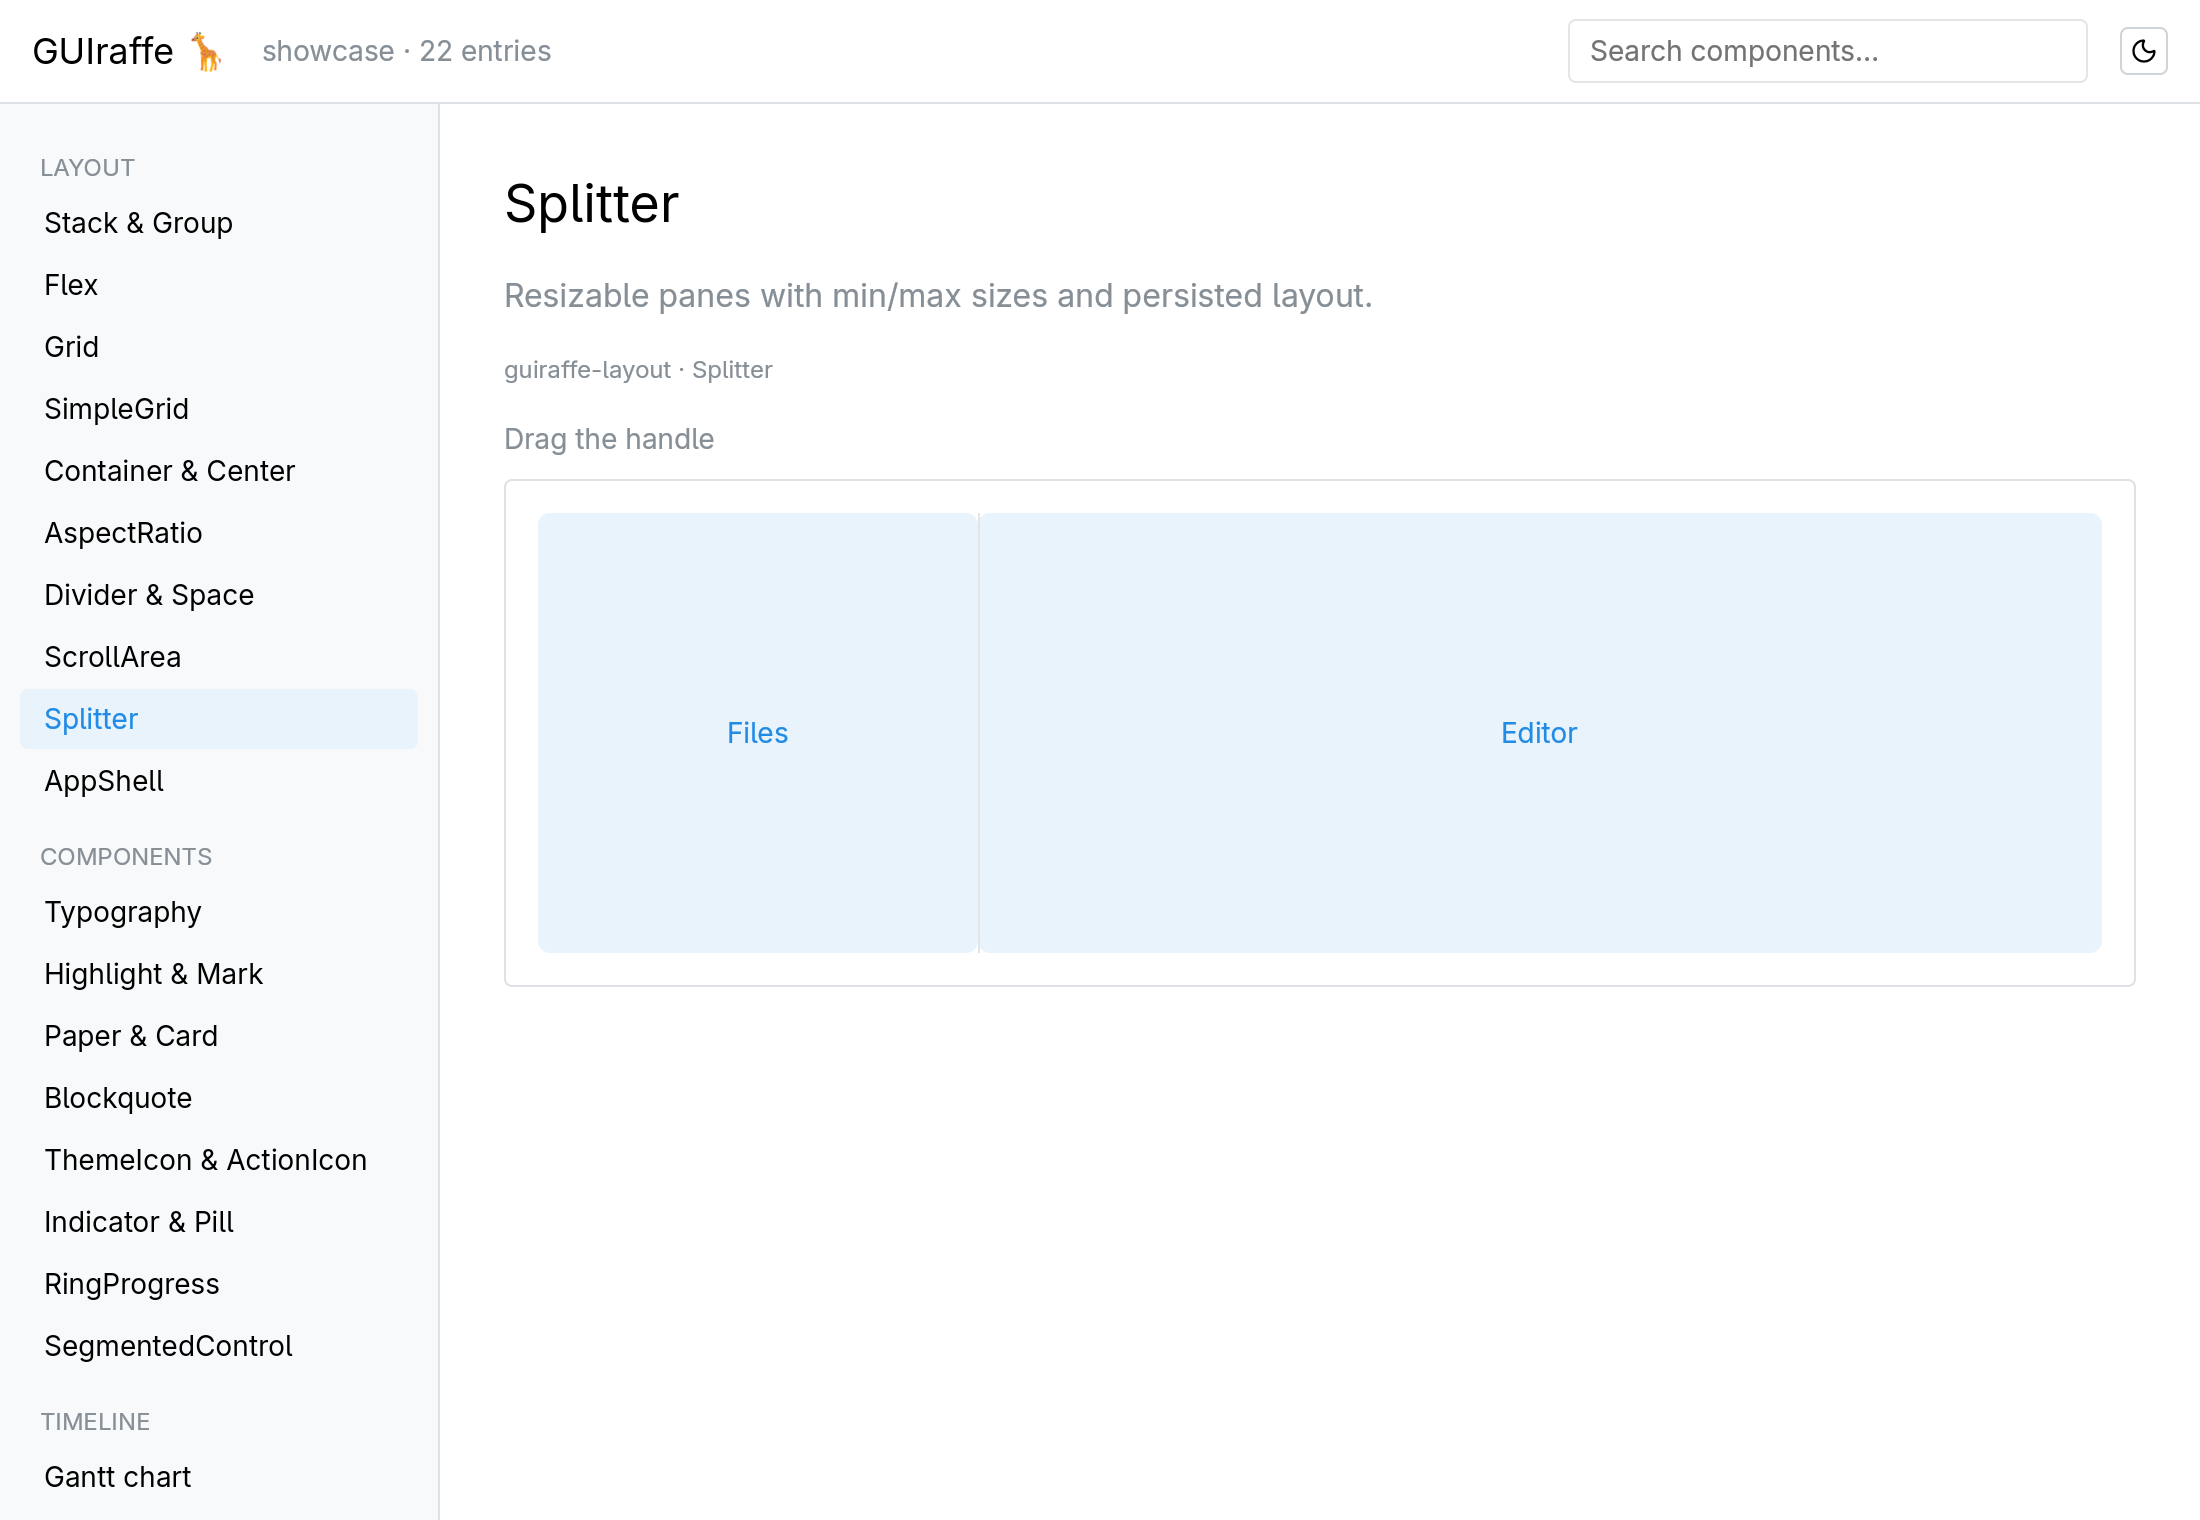 GUIraffe 🦒 showcase · 22 entries
Search components...
LAYOUT
Stack & Group
Flex
Grid
SimpleGrid
Container & Center
AspectRatio
Divider & Space
ScrollArea
Splitter
AppShell
COMPONENTS
Typography
Highlight & Mark
Paper & Card
Blockquote
ThemeIcon & ActionIcon
Indicator & Pill
RingProgress
SegmentedControl
TIMELINE
Gantt chart
Splitter
Resizable panes with min/max sizes and persisted layout.
guiraffe-layout · Splitter
Drag the handle
Files
Editor